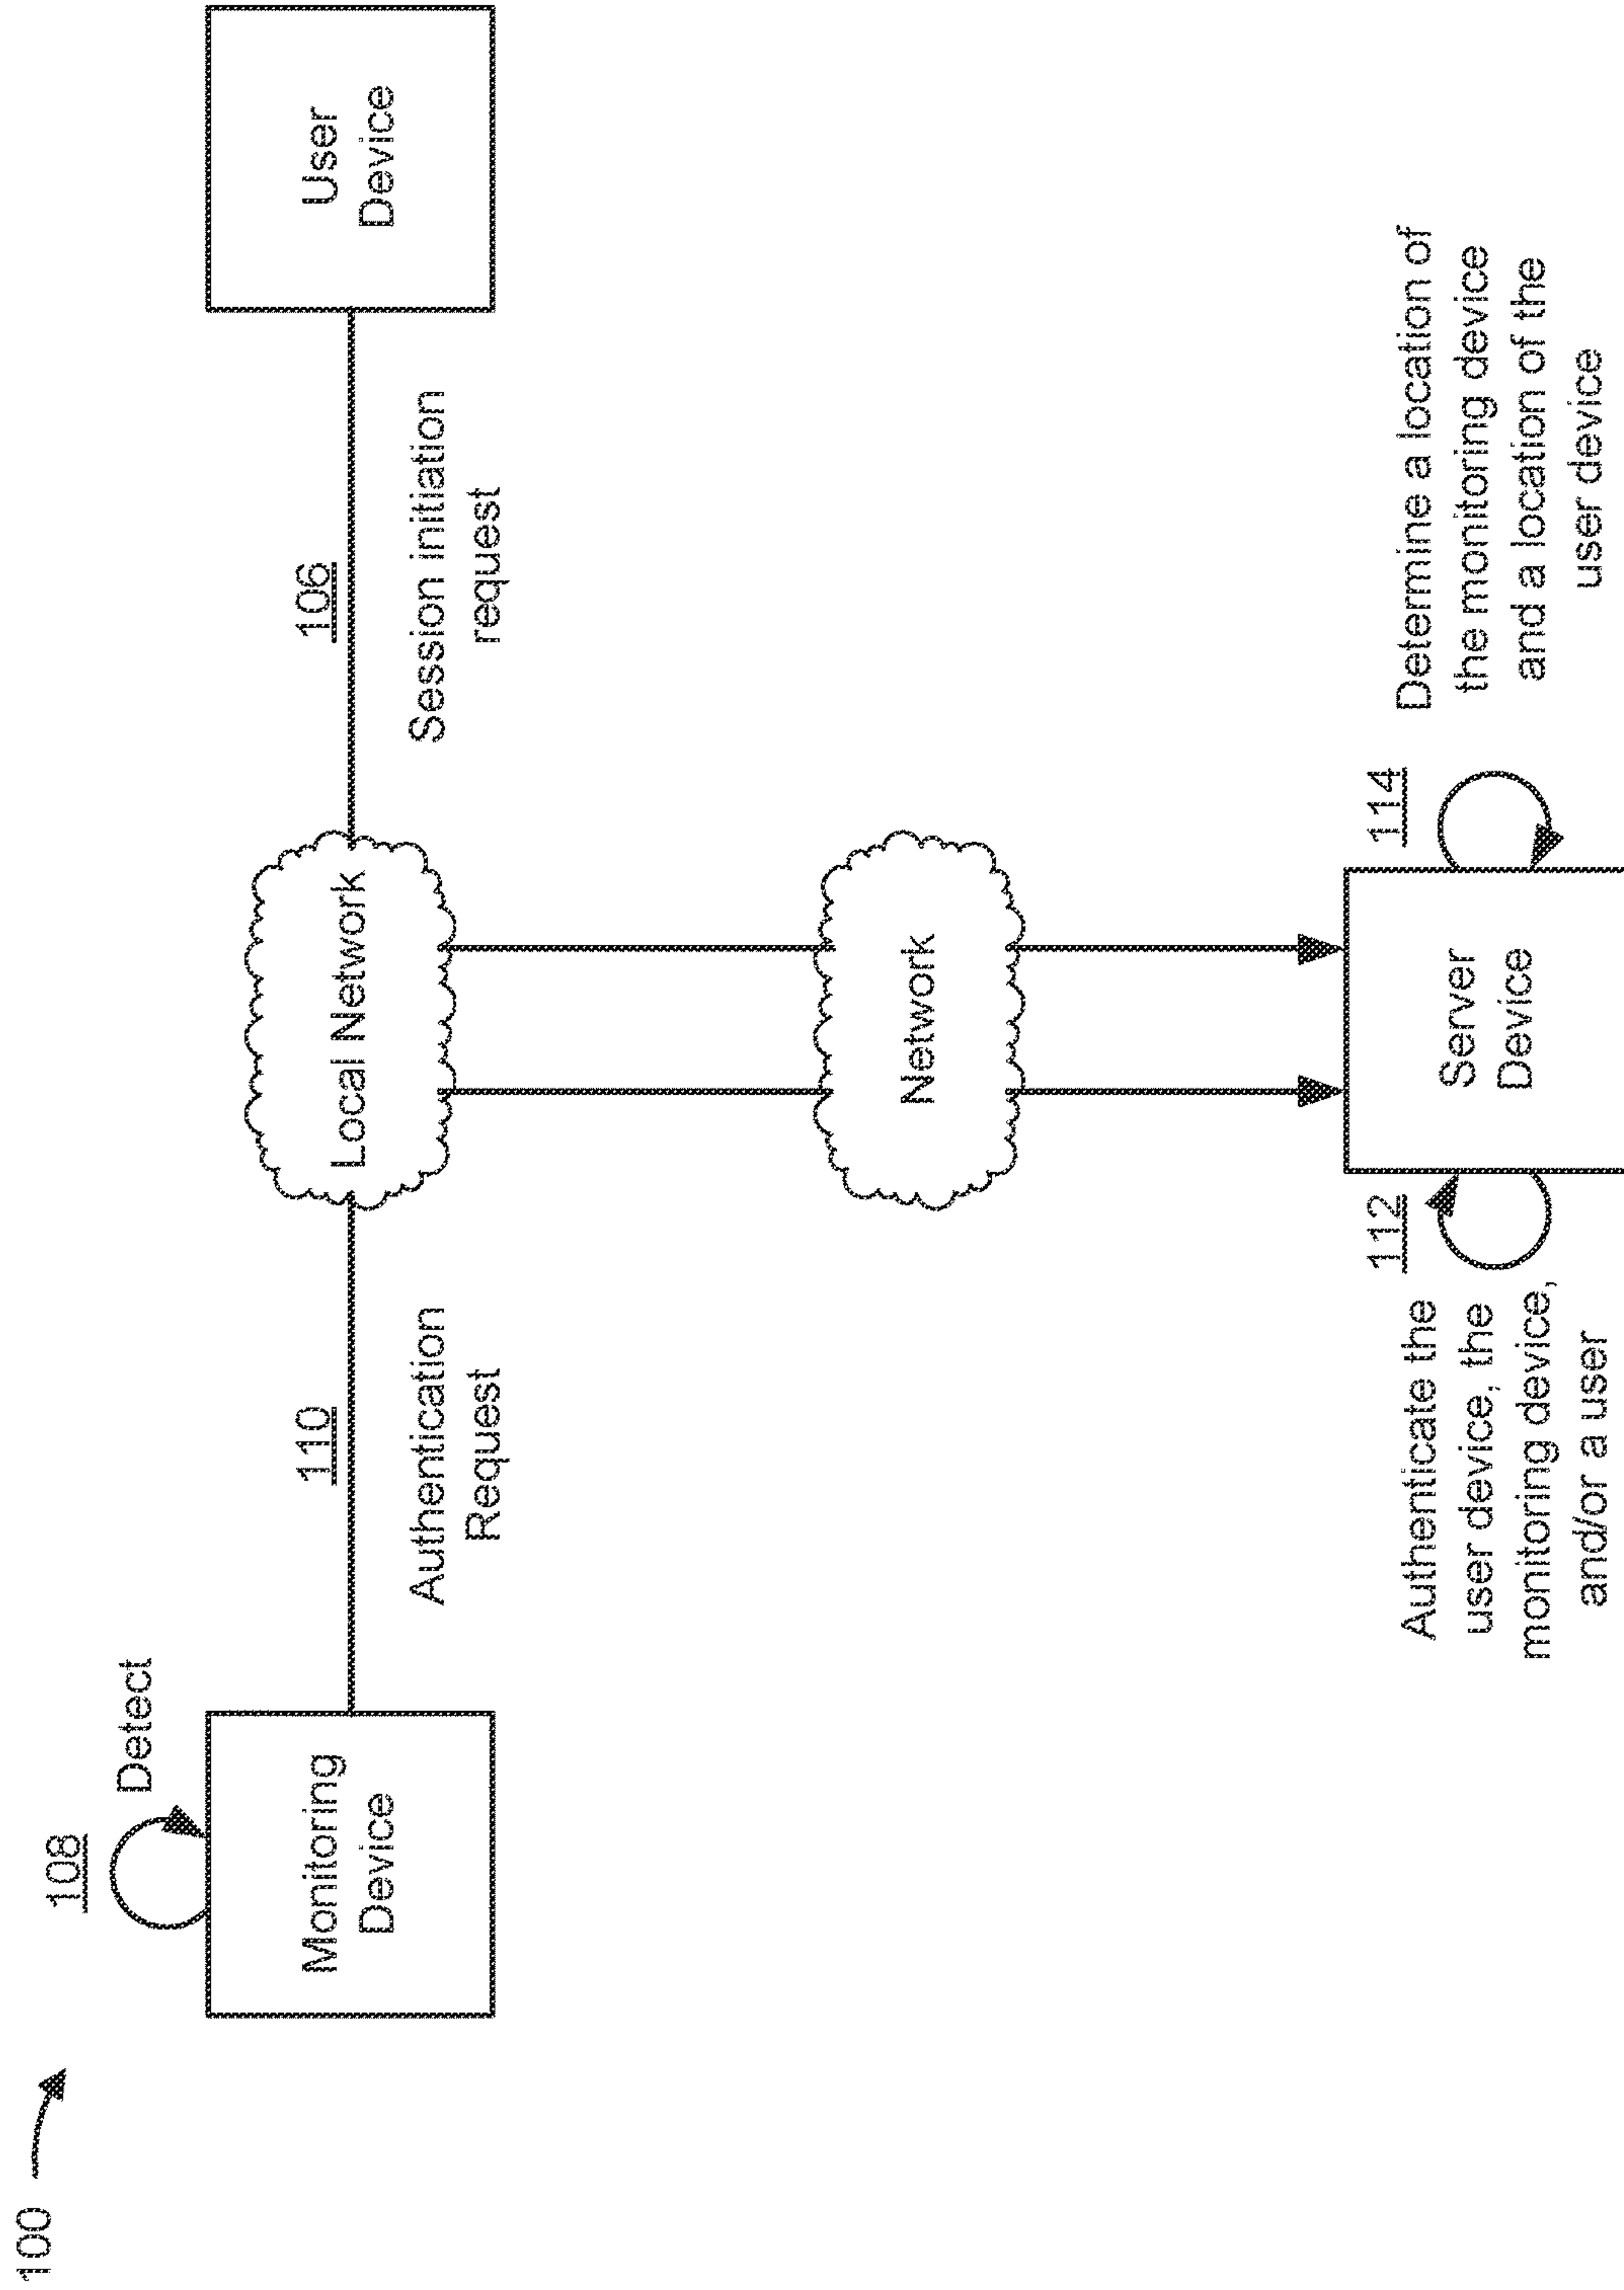 100
108
Detect
Monitoring
Device
110
Authentication
Request
Local Network
106
Session initiation
request
User
Device
Network
112
Authenticate the
user device, the
monitoring device,
and/or a user
Server
Device
114
Determine a location of
the monitoring device
and a location of the
user device